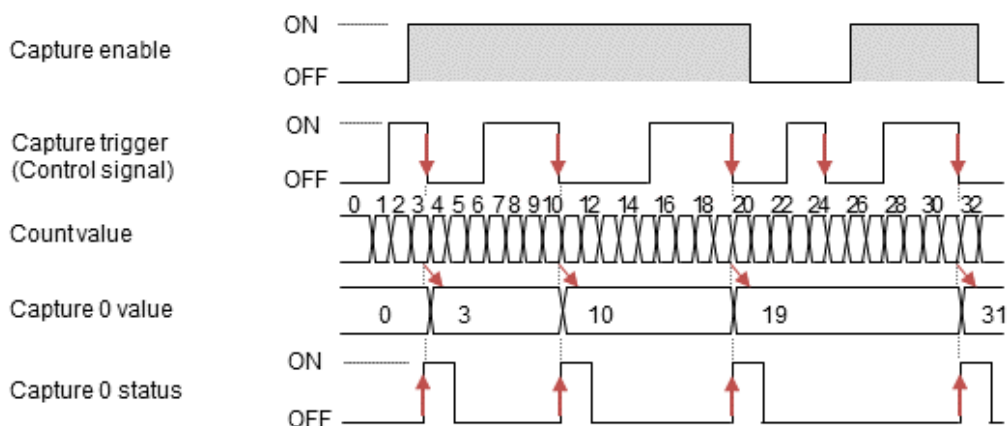 ON
Capture enable
OFF
ON
Capture trigger
(Control signal)
OFF
0 1 2 3 4 5 6 7 8 9 10 12 14 16 18 20 22 24 26 28 30 32
Count value
Capture 0 value 0 3 10 19 31
ON
Capture 0 status
OFF